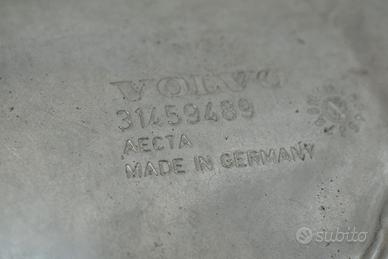 VOLVO
31459489
AECTA
MADE IN GERMANY
subito